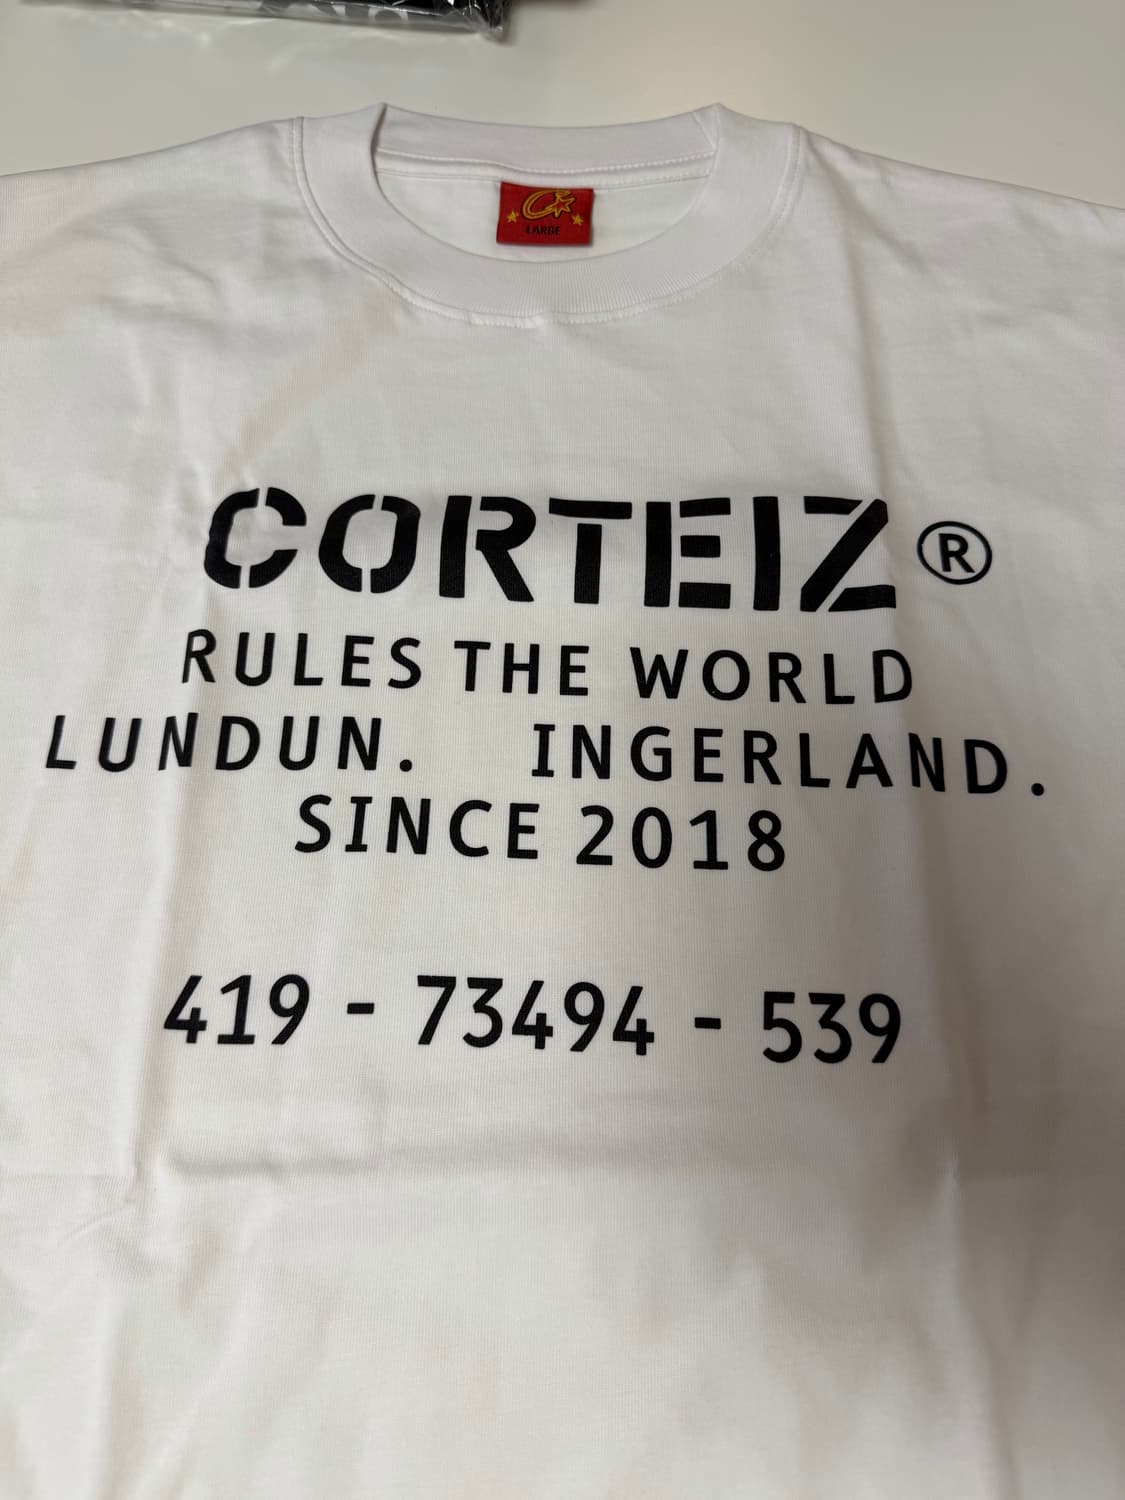 LARGE
CORTEIZ®
RULES THE WORLD
LUNDUN. INGERLAND.
SINCE 2018
419 - 73494 - 539